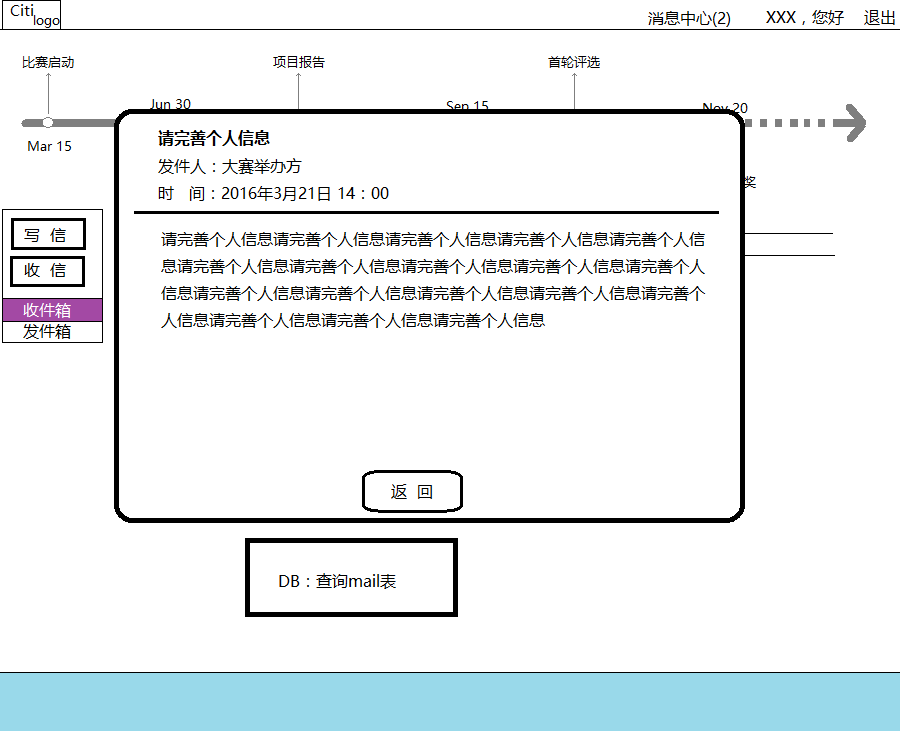 Citi
logo
消息中心(2)
XXX，您好
退出
比赛启动
项目报告
首轮评选
Jun 30
Sep 15
Nov 20
Mar 15
奖
请完善个人信息
发件人：大赛举办方
时 间：2016年3月21日 14：00
写 信
收 信
收件箱
发件箱
请完善个人信息请完善个人信息请完善个人信息请完善个人信息请完善个人信
息请完善个人信息请完善个人信息请完善个人信息请完善个人信息请完善个人
信息请完善个人信息请完善个人信息请完善个人信息请完善个人信息请完善个
人信息请完善个人信息请完善个人信息请完善个人信息
返 回
DB：查询mail表